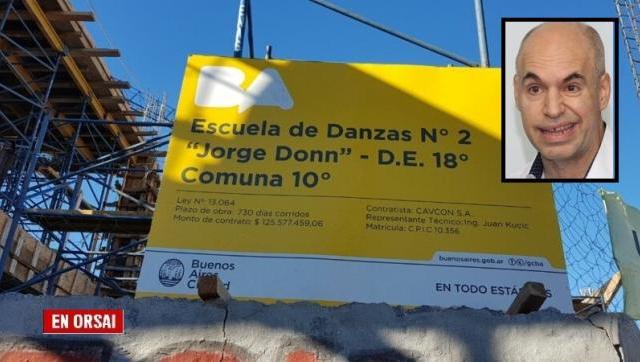 BA
Escuela de Danzas N° 2
"Jorge Donn" - D.E. 18°
Comuna 10°
Ley N° 13.064
Plazo de obra: 730 días corridos
Monto de contrato: $ 125.577.459,06
Contratista: CAVCON S.A.
Representante Técnico: Ing. Juan Kucic
Matrícula: C.P.I.C 10.356
buenosaires.gob.ar
/gcba
Buenos
Aires
Ciudad
EN TODO ESTÁS
EN ORSAI